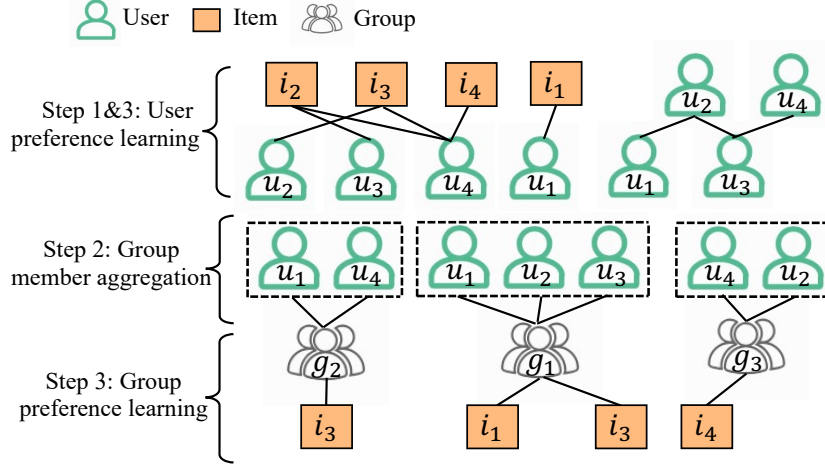 User Item Group
i₂ i₃ i₄ i₁ u₂ u₄
Step 1&3: User
preference learning
u₂ u₃ u₄ u₁ u₁ u₃
Step 2: Group
member aggregation
u₁ u₄ u₁ u₂ u₃ u₄ u₂
g₂ g₁ g₃
Step 3: Group
preference learning
i₃ i₁ i₃ i₄